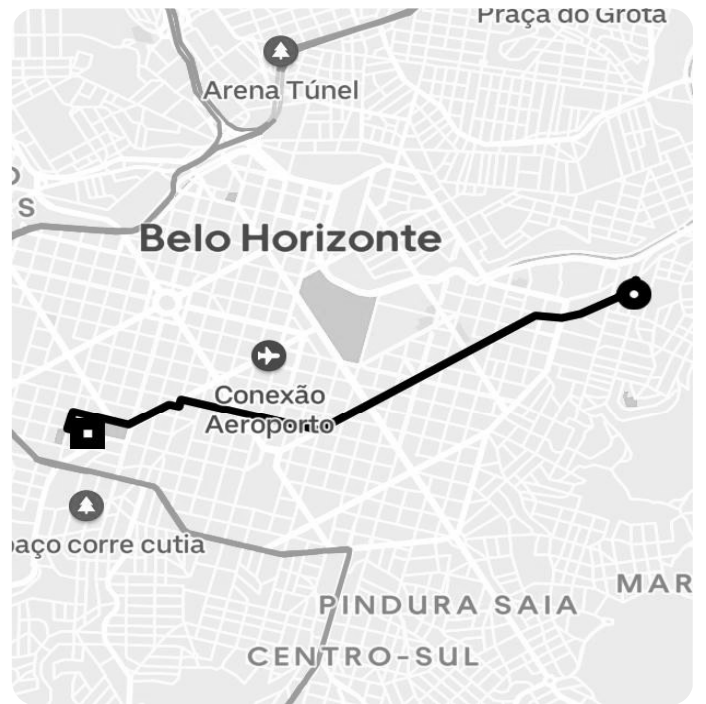 Praça do Grota
Arena Túnel
S
Belo Horizonte
Conexão
Aeroporto
paço corre cutia
MAR
PINDURA SAIA
CENTRO-SUL